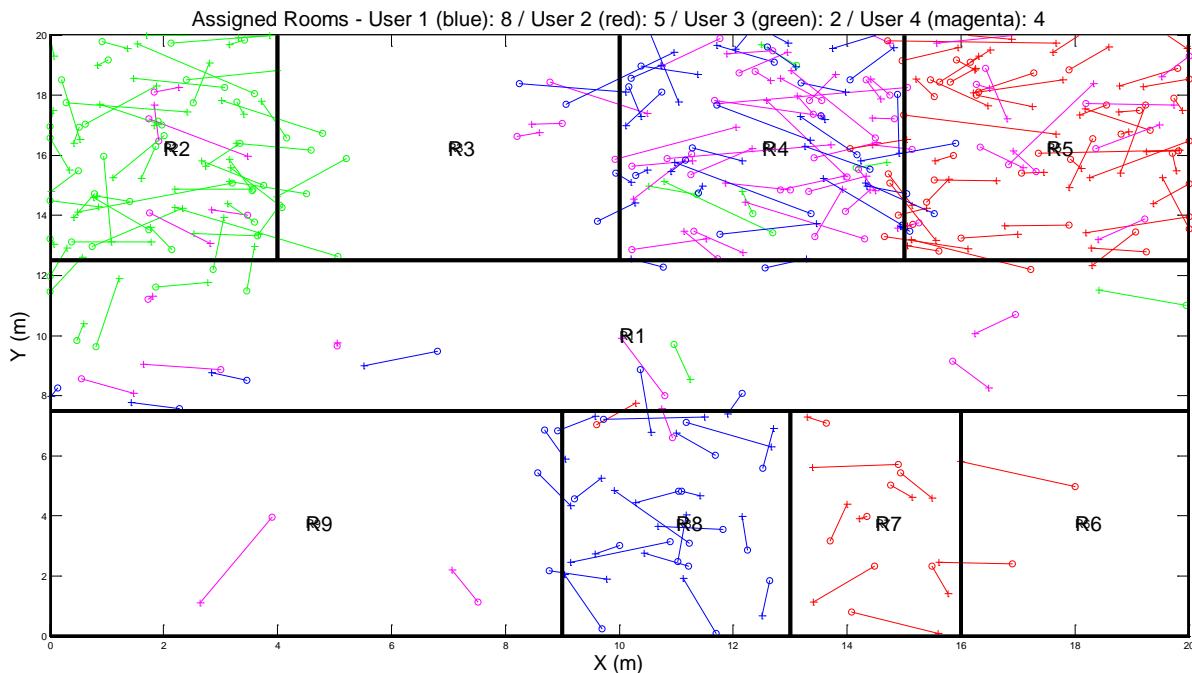 Assigned Rooms - User 1 (blue): 8 / User 2 (red): 5 / User 3 (green): 2 / User 4 (magenta): 4
20
18
16
14
12
10
8
6
4
2
0
Y (m)
R2
R3
R4
R5
R1
R9
R8
R7
R6
0
2
4
6
8
10
12
14
16
18
20
X (m)